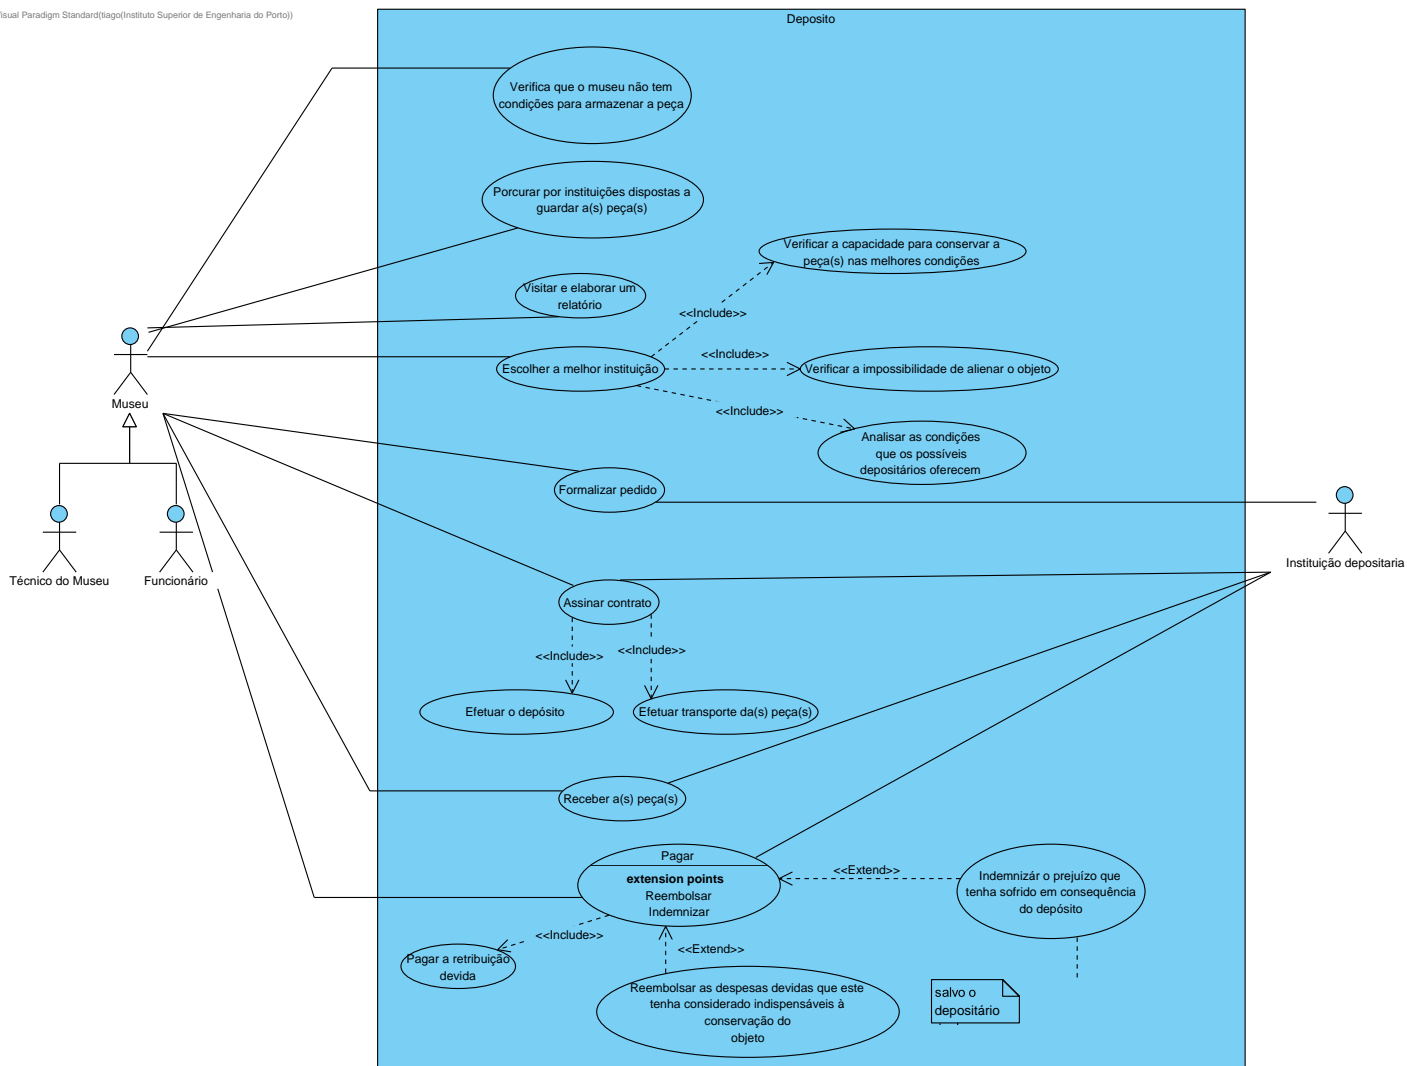 isual Paradigm Standard(tiago(Instituto Superior de Engenharia do Porto))
Deposito
Verifica que o museu não tem
condições para armazenar a peça
Porcurar por instituições dispostas a
guardar a(s) peça(s)
Verificar a capacidade para conservar a
peça(s) nas melhores condições
Visitar e elaborar um
relatório
<<Include>>
Escolher a melhor instituição
<<Include>>
Verificar a impossibilidade de alienar o objeto
<<Include>>
Analisar as condições
que os possíveis
depositários oferecem
Museu
Formalizar pedido
Técnico do Museu
Funcionário
Instituição depositaria
Assinar contrato
<<Include>>
<<Include>>
Efetuar o depósito
Efetuar transporte da(s) peça(s)
Receber a(s) peça(s)
Pagar
extension points
Reembolsar
Indemnizar
<<Extend>>
Indemnizár o prejuízo que
tenha sofrido em consequência
do depósito
<<Include>>
<<Extend>>
Pagar a retribuição
devida
Reembolsar as despesas devidas que este
tenha considerado indispensáveis à
conservação do
objeto
salvo o
depositário